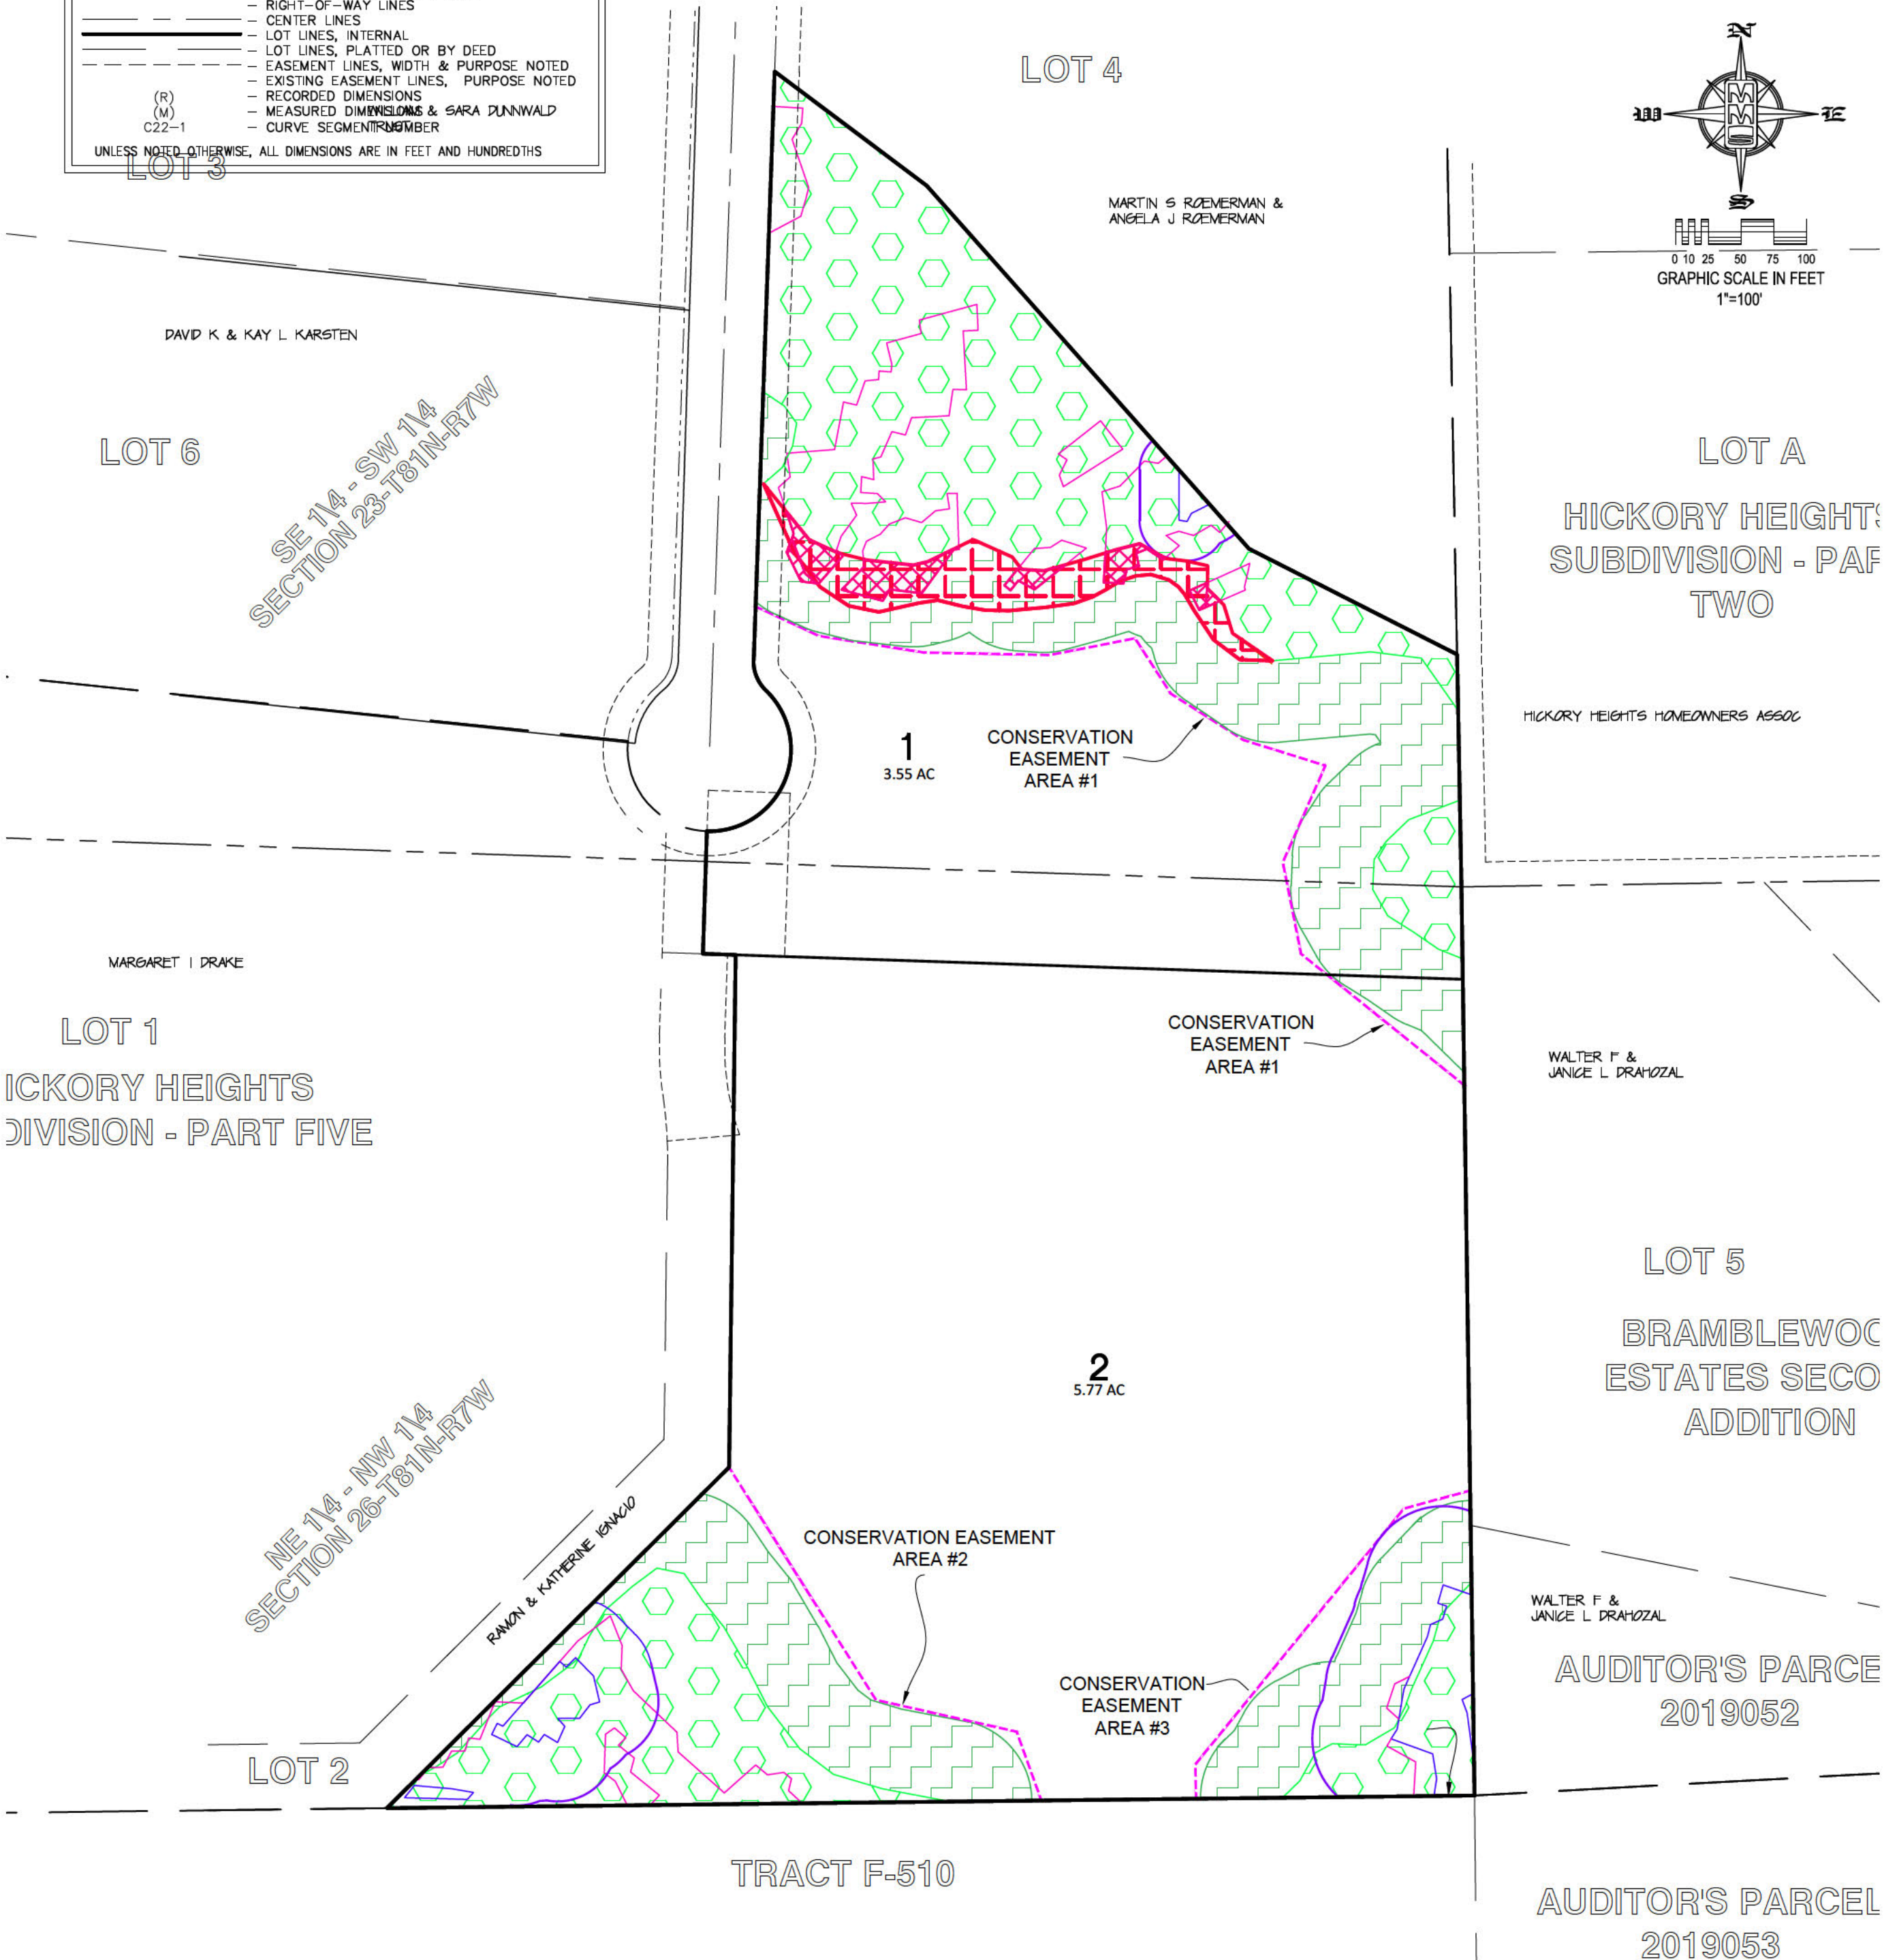 — RIGHT-OF-WAY LINES
— CENTER LINES
— LOT LINES, INTERNAL
— LOT LINES, PLATTED OR BY DEED
— EASEMENT LINES, WIDTH & PURPOSE NOTED
— EXISTING EASEMENT LINES, PURPOSE NOTED
(R) — RECORDED DIMENSIONS
(M) — MEASURED DIMENSIONS
& SARA DUNNWALD
TRUST
C22-1 — CURVE SEGMENT NUMBER
UNLESS NOTED OTHERWISE, ALL DIMENSIONS ARE IN FEET AND HUNDREDTHS
LOT 3
LOT 4
N
W
E
S
MMS
0 10 25 50 75 100
GRAPHIC SCALE IN FEET
1"=100'
MARTIN S ROEMERMAN &
ANGELA J ROEMERMAN
DAVID K & KAY L KARSTEN
LOT 6
SE 1\4 - SW 1\4
SECTION 23-T81N-R7W
LOT A
HICKORY HEIGHTS
SUBDIVISION - PAR
TWO
HICKORY HEIGHTS HOMEOWNERS ASSOC
1
3.55 AC
CONSERVATION
EASEMENT
AREA #1
MARGARET I DRAKE
LOT 1
ICKORY HEIGHTS
DIVISION - PART FIVE
CONSERVATION
EASEMENT
AREA #1
WALTER F &
JANICE L DRAHOZAL
LOT 5
BRAMBLEWOO
ESTATES SECO
ADDITION
2
5.77 AC
NE 1\4 - NW 1\4
SECTION 26-T81N-R7W
RAMON & KATHERINE IGNACIO
CONSERVATION EASEMENT
AREA #2
CONSERVATION
EASEMENT
AREA #3
WALTER F &
JANICE L DRAHOZAL
AUDITOR'S PARCE
2019052
LOT 2
TRACT F-510
AUDITOR'S PARCEL
2019053